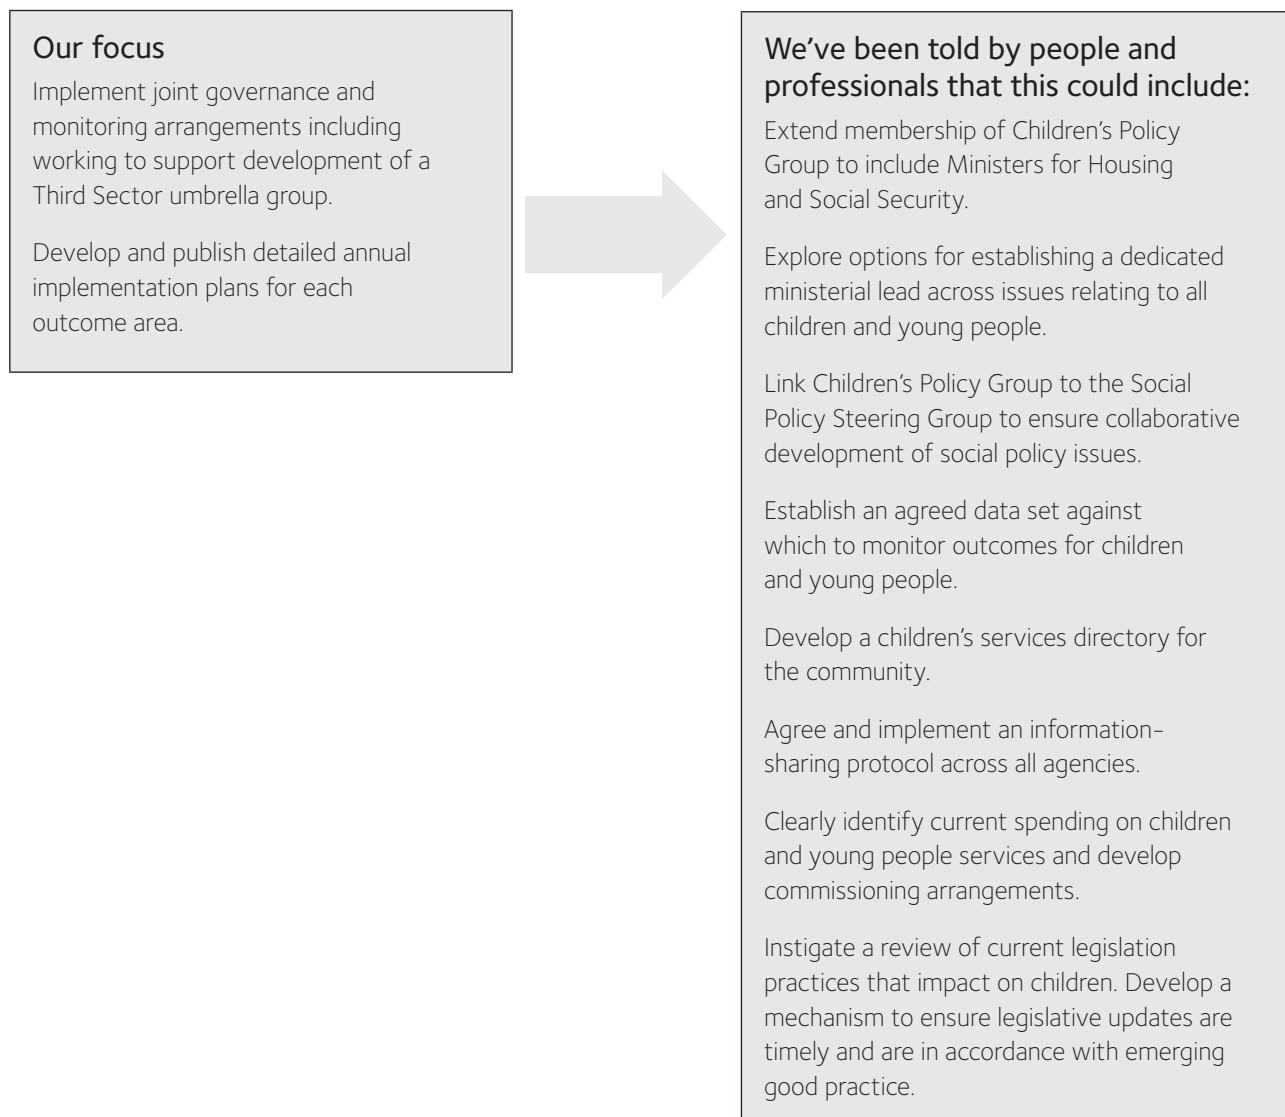 Our focus
Implement joint governance and
monitoring arrangements including
working to support development of a
Third Sector umbrella group.
Develop and publish detailed annual
implementation plans for each
outcome area.
We’ve been told by people and
professionals that this could include:
Extend membership of Children’s Policy
Group to include Ministers for Housing
and Social Security.
Explore options for establishing a dedicated
ministerial lead across issues relating to all
children and young people.
Link Children’s Policy Group to the Social
Policy Steering Group to ensure collaborative
development of social policy issues.
Establish an agreed data set against
which to monitor outcomes for children
and young people.
Develop a children’s services directory for
the community.
Agree and implement an information-
sharing protocol across all agencies.
Clearly identify current spending on children
and young people services and develop
commissioning arrangements.
Instigate a review of current legislation
practices that impact on children. Develop a
mechanism to ensure legislative updates are
timely and are in accordance with emerging
good practice.